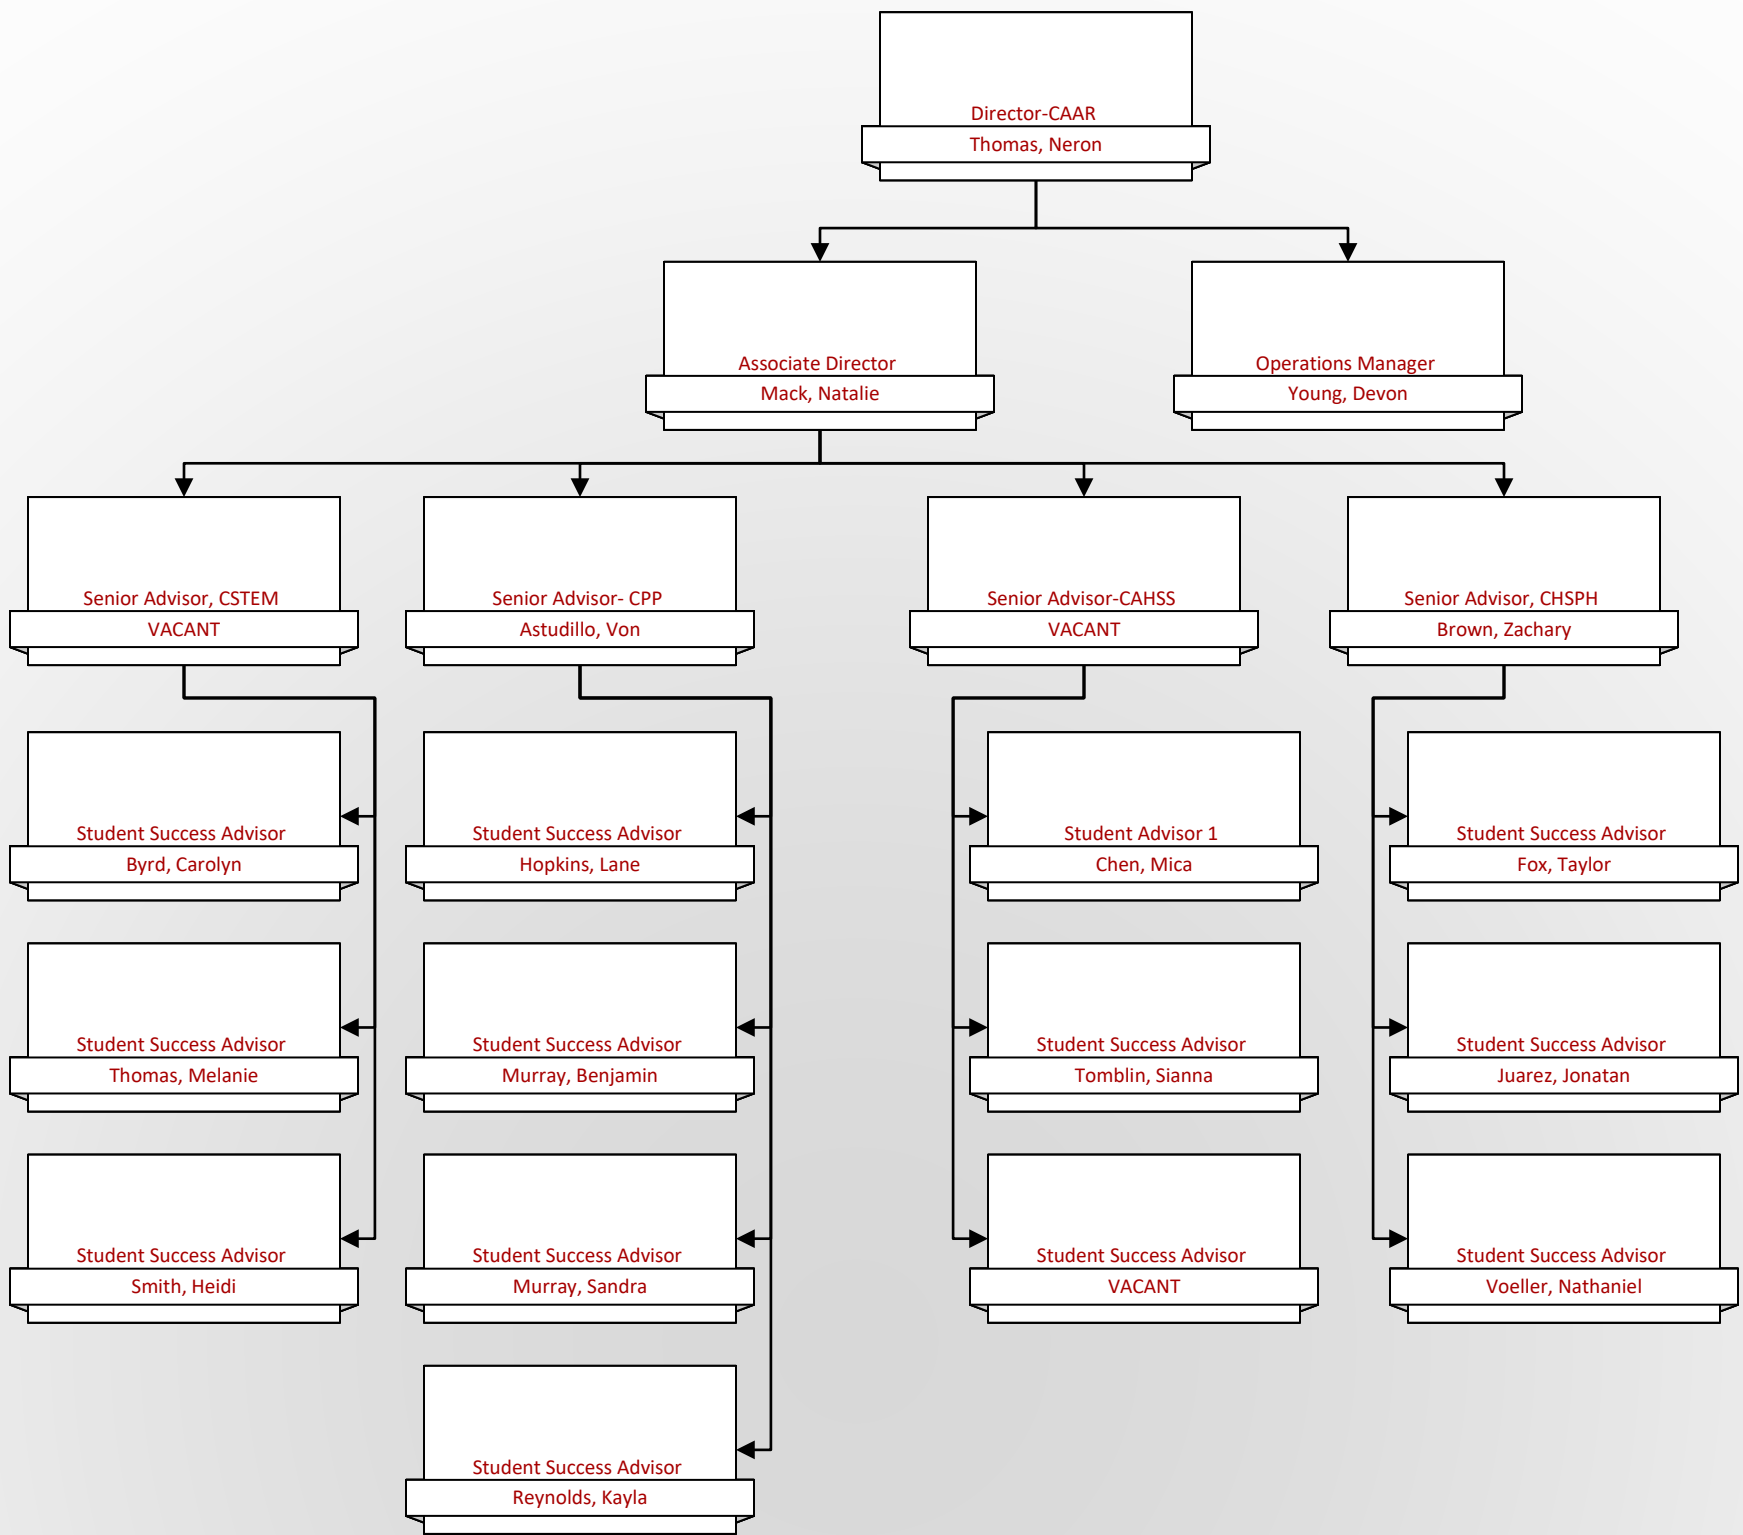 Director-CAAR
Thomas, Neron
Associate Director
Mack, Natalie
Operations Manager
Young, Devon
Senior Advisor, CSTEM
VACANT
Senior Advisor- CPP
Astudillo, Von
Senior Advisor-CAHSS
VACANT
Senior Advisor, CHSPH
Brown, Zachary
Student Success Advisor
Byrd, Carolyn
Student Success Advisor
Hopkins, Lane
Student Advisor 1
Chen, Mica
Student Success Advisor
Fox, Taylor
Student Success Advisor
Thomas, Melanie
Student Success Advisor
Murray, Benjamin
Student Success Advisor
Tomblin, Sianna
Student Success Advisor
Juarez, Jonatan
Student Success Advisor
Smith, Heidi
Student Success Advisor
Murray, Sandra
Student Success Advisor
VACANT
Student Success Advisor
Voeller, Nathaniel
Student Success Advisor
Reynolds, Kayla